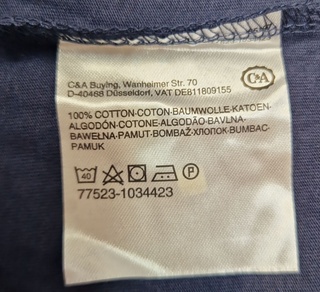 C&A Buying, Wanheimer Str. 70
D-40468 Düsseldorf, VAT DE811809155
C&A
100% COTTON-COTON-BAUMWOLLE-KATOEN-
ALGODÓN-COTONE-ALGODÃO-BAVLNA-
BAWEŁNA-PAMUT-BOMBAŽ-ХЛОПОК-BUMBAC-
PAMUK
40
P
77523-1034423